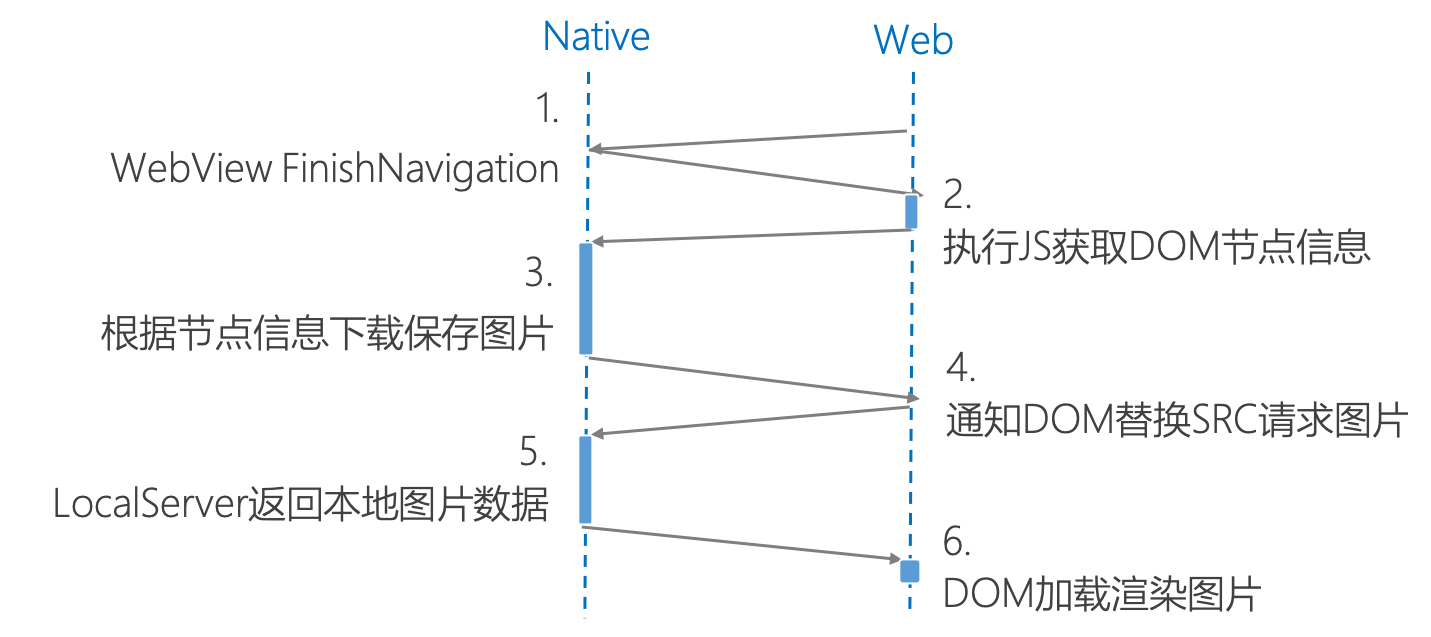 Native
Web
1.
WebView FinishNavigation
2.
执行JS获取DOM节点信息
3.
根据节点信息下载保存图片
4.
通知DOM替换SRC请求图片
5.
LocalServer返回本地图片数据
6.
DOM加载渲染图片